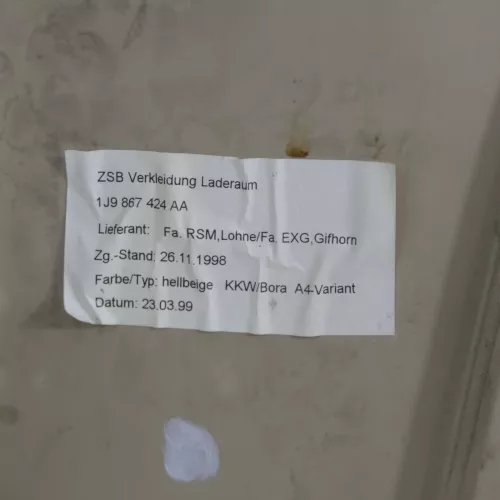 ZSB Verkleidung Laderaum
1J9 867 424 AA
Lieferant: Fa. RSM,Lohne/Fa. EXG,Gifhorn
Zg.-Stand: 26.11.1998
Farbe/Typ: hellbeige KKW/Bora A4-Variant
Datum: 23.03.99